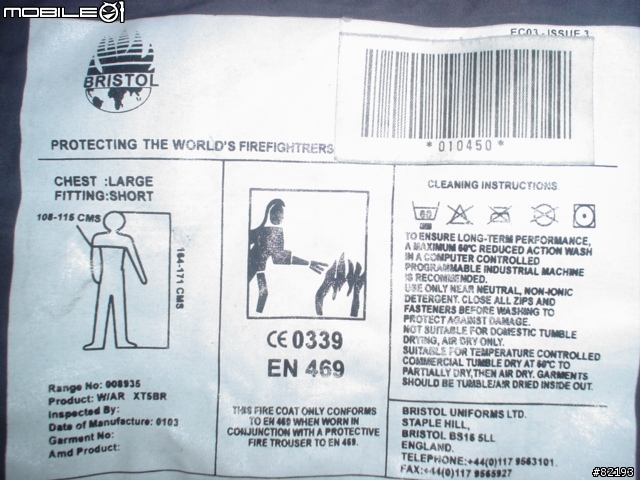 MOBILE01
EC03 - ISSUE 3
BRISTOL
*010450*
PROTECTING THE WORLD'S FIREFIGHTRERS
CHEST :LARGE
FITTING:SHORT
108-115 CMS
164-171 CMS
Range No: 008935
Product: W/AR XT5BR
Inspected By:
Date of Manufacture: 0103
Garment No:
Amd Product:
CE 0339
EN 469
THIS FIRE COAT ONLY CONFORMS
TO EN 469 WHEN WORN IN
CONJUNCTION WITH A PROTECTIVE
FIRE TROUSER TO EN 469.
CLEANING INSTRUCTIONS
60
TO ENSURE LONG-TERM PERFORMANCE,
A MAXIMUM 60°C REDUCED ACTION WASH
IN A COMPUTER CONTROLLED
PROGRAMMABLE INDUSTRIAL MACHINE
IS RECOMMENDED.
USE ONLY NEAR NEUTRAL, NON-IONIC
DETERGENT. CLOSE ALL ZIPS AND
FASTENERS BEFORE WASHING TO
PROTECT AGAINST DAMAGE.
NOT SUITABLE FOR DOMESTIC TUMBLE
DRYING, AIR DRY ONLY.
SUITABLE FOR TEMPERATURE CONTROLLED
COMMERCIAL TUMBLE DRY AT 60°C TO
PARTIALLY DRY,THEN AIR DRY. GARMENTS
SHOULD BE TUMBLE/AIR DRIED INSIDE OUT.
BRISTOL UNIFORMS LTD.
STAPLE HILL,
BRISTOL BS16 5LL
ENGLAND.
TELEPHONE:+44(0)117 9563101.
FAX:+44(0)117 9565927
#82193